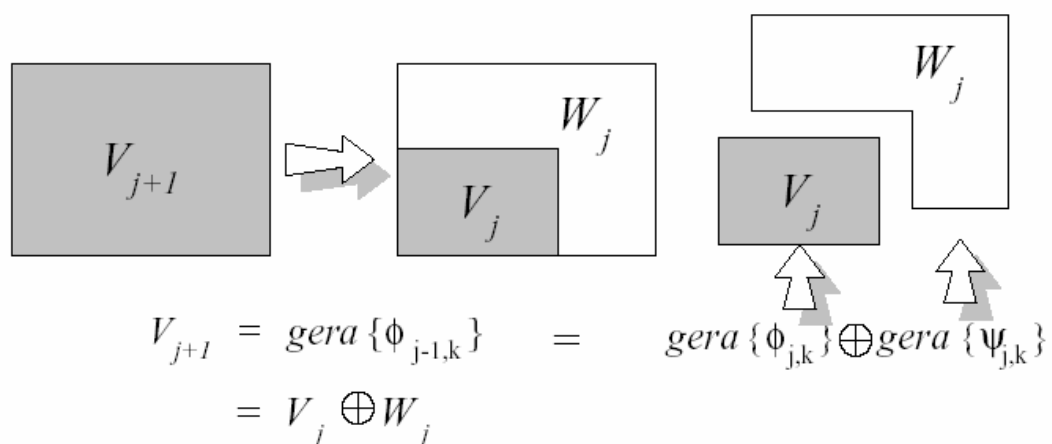 V_{j+1}
W_j
V_j
W_j
V_j
V_{j+1} = gera {ϕ_{j-1,k}} = gera {ϕ_{j,k}} ⊕ gera {ψ_{j,k}}
= V_j ⊕ W_j